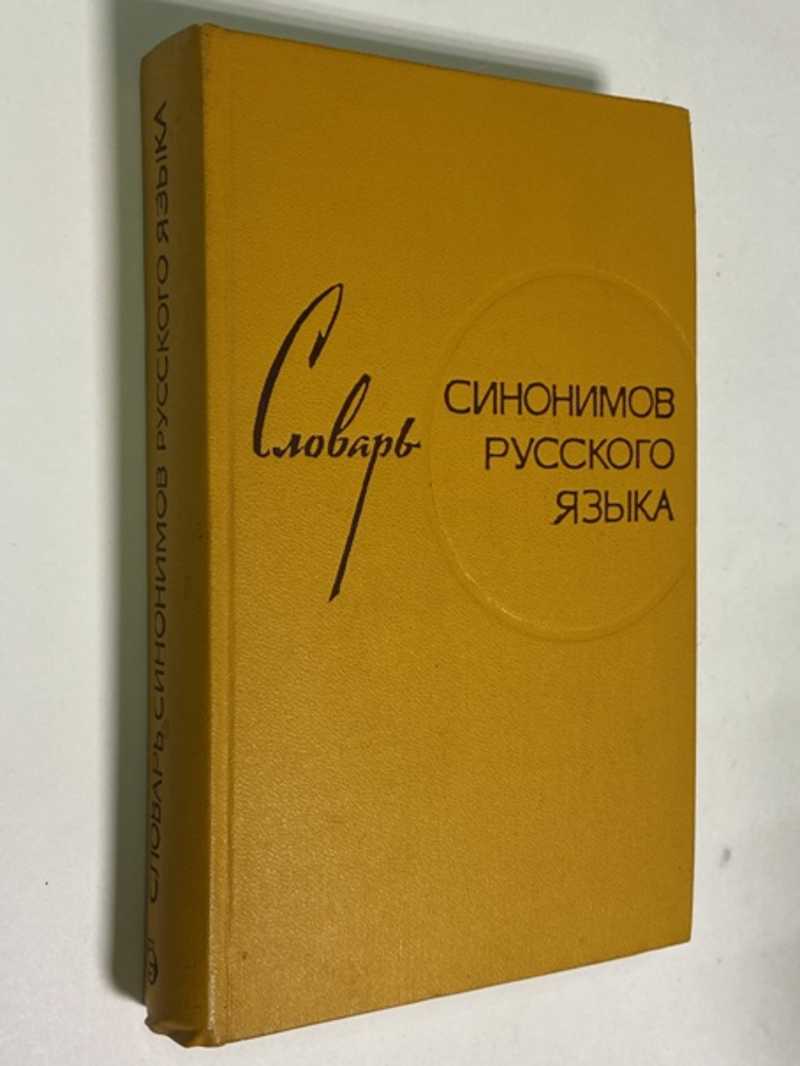 Словарь
СИНОНИМОВ
РУССКОГО
ЯЗЫКА
СЛОВАРЬ СИНОНИМОВ РУССКОГО ЯЗЫКА